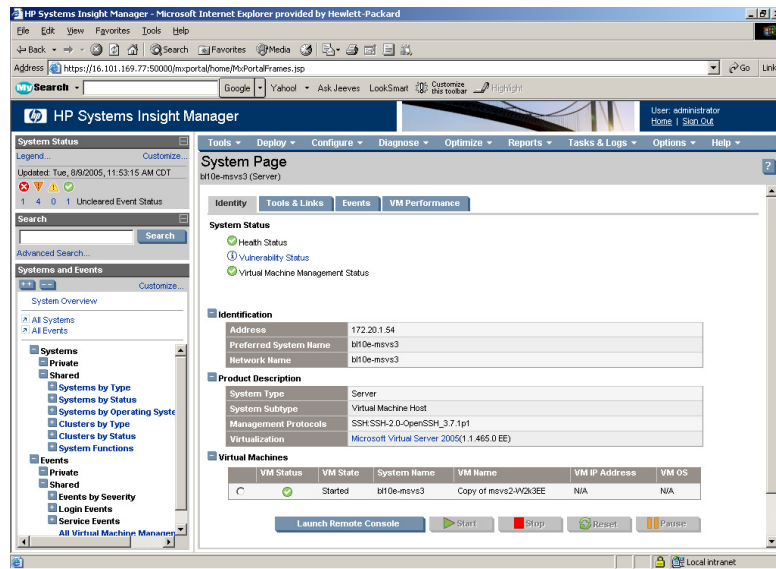 HP Systems Insight Manager - Microsoft Internet Explorer provided by Hewlett-Packard
File Edit View Favorites Tools Help
Back Search Favorites Media
Address https://16.101.169.77:50000/mxportal/home/MxPortalFrames.jsp Go Link
My Search Google Yahoo! Ask Jeeves LookSmart Customize this toolbar Highlight
hp HP Systems Insight Manager
User: administrator
Home | Sign Out
System Status
Legend... Customize...
Updated: Tue, 8/9/2005, 11:53:15 AM CDT
1 4 0 1 Uncleared Event Status
Search
Search
Advanced Search...
Systems and Events
Customize...
System Overview
All Systems
All Events
Systems
Private
Shared
Systems by Type
Systems by Status
Systems by Operating Syste
Clusters by Type
Clusters by Status
System Functions
Events
Private
Shared
Events by Severity
Login Events
Service Events
All Virtual Machine Manager
Tools Deploy Configure Diagnose Optimize Reports Tasks & Logs Options Help
System Page
bl10e-msvs3 (Server)
?
Identity Tools & Links Events VM Performance
System Status
Health Status
Vulnerability Status
Virtual Machine Management Status
Identification
Address 172.20.1.54
Preferred System Name bl10e-msvs3
Network Name bl10e-msvs3
Product Description
System Type Server
System Subtype Virtual Machine Host
Management Protocols SSH:SSH-2.0-OpenSSH_3.7.1p1
Virtualization Microsoft Virtual Server 2005(1.1.465.0 EE)
Virtual Machines
VM Status VM State System Name VM Name VM IP Address VM OS
Started bl10e-msvs3 Copy of msvs2-W2k3EE N/A N/A
Launch Remote Console Start Stop Reset Pause
Local intranet